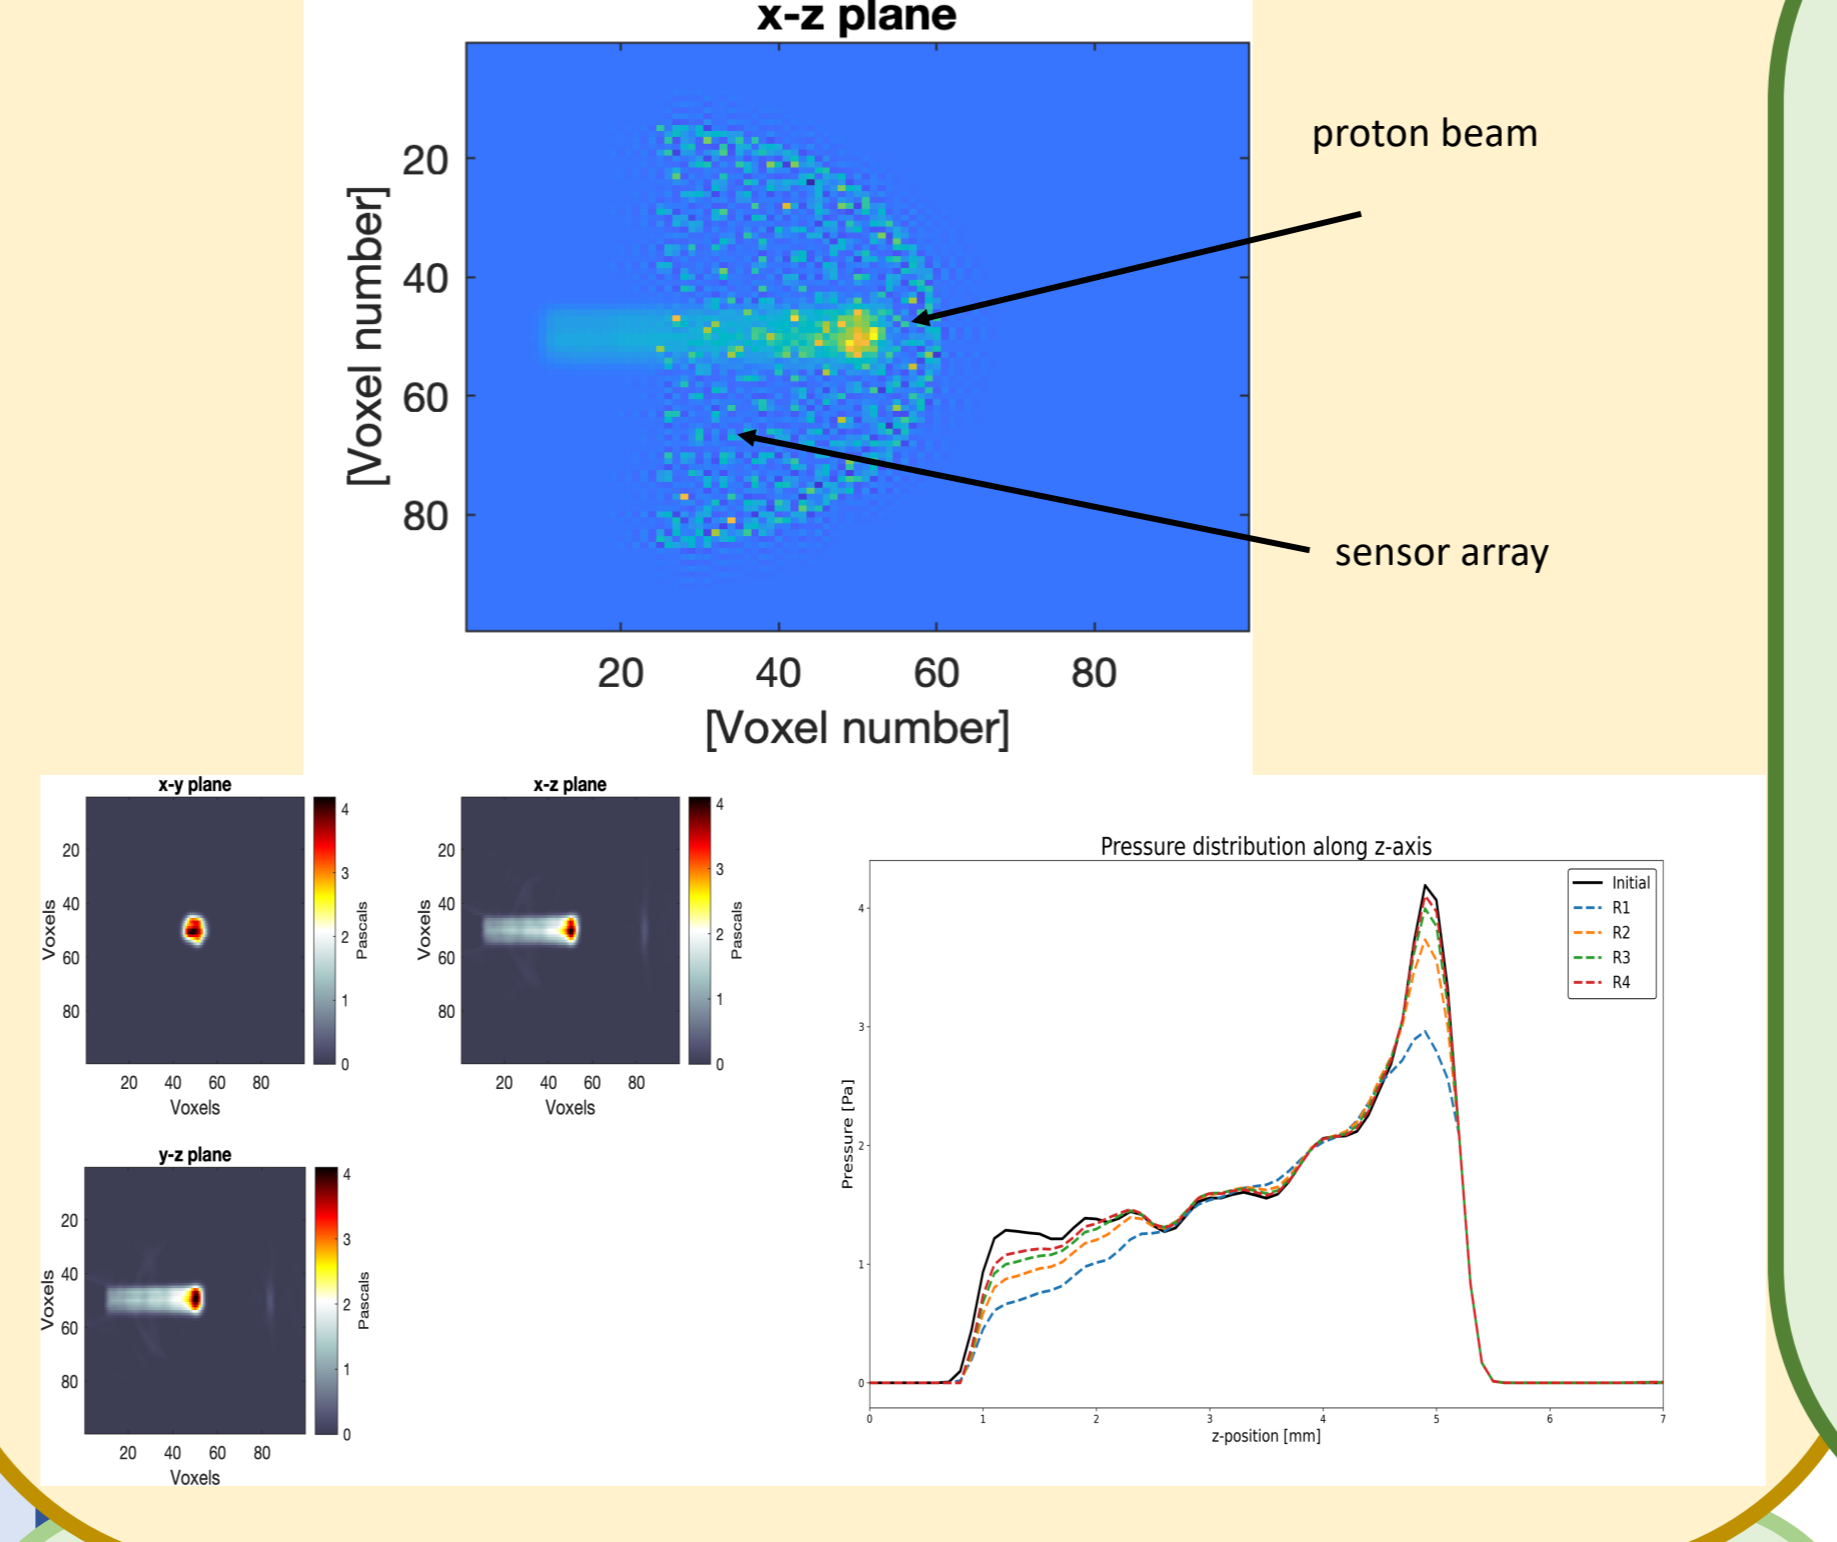 x-z plane
proton beam
[Voxel number]
20
40
60
80
sensor array
20 40 60 80
[Voxel number]
x-y plane
Voxels
20
40
60
80
4
3
2
1
0
Pascals
20 40 60 80
Voxels
x-z plane
Voxels
20
40
60
80
4
3
2
1
0
Pascals
20 40 60 80
Voxels
y-z plane
Voxels
20
40
60
80
4
3
2
1
0
Pascals
20 40 60 80
Voxels
Pressure distribution along z-axis
Initial
R1
R2
R3
R4
Pressure [Pa]
4
3
2
1
0
0 1 2 3 4 5 6 7
z-position [mm]